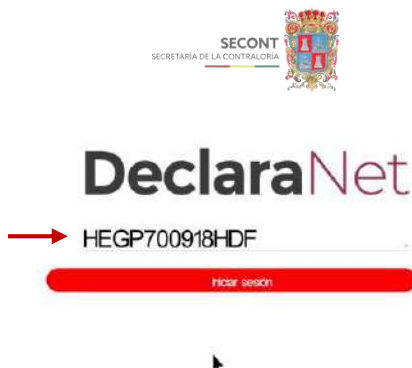 SECONT
SECRETARÍA DE LA CONTRALORÍA
DeclaraNet
HEGP700918HDF
Iniciar sesión